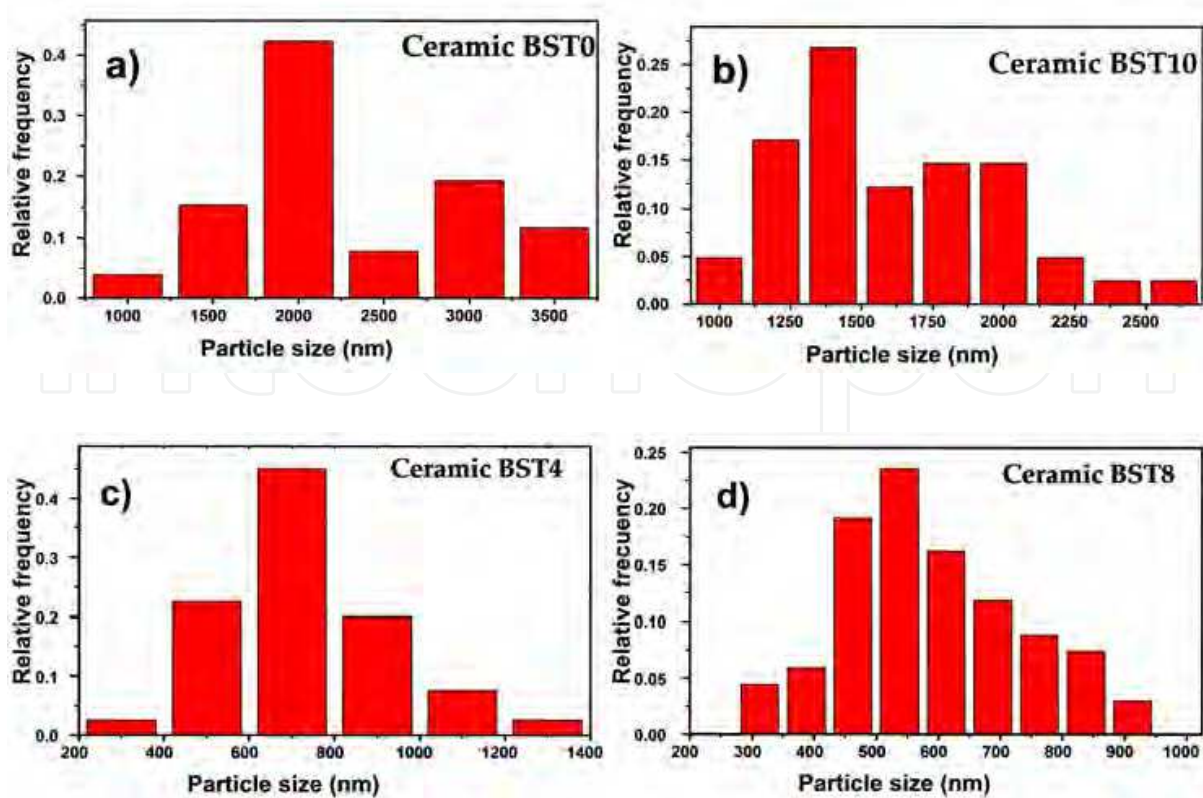 a)
Ceramic BST0
Relative frequency
0.4
0.3
0.2
0.1
0.0
1000 1500 2000 2500 3000 3500
Particle size (nm)
b)
Ceramic BST10
Relative frequency
0.25
0.20
0.15
0.10
0.05
0.00
1000 1250 1500 1750 2000 2250 2500
Particle size (nm)
intechopen
c)
Ceramic BST4
Relative frequency
0.4
0.3
0.2
0.1
0.0
200 400 600 800 1000 1200 1400
Particle size (nm)
d)
Ceramic BST8
Relative frecuency
0.25
0.20
0.15
0.10
0.05
0.00
200 300 400 500 600 700 800 900 1000
Particle size (nm)